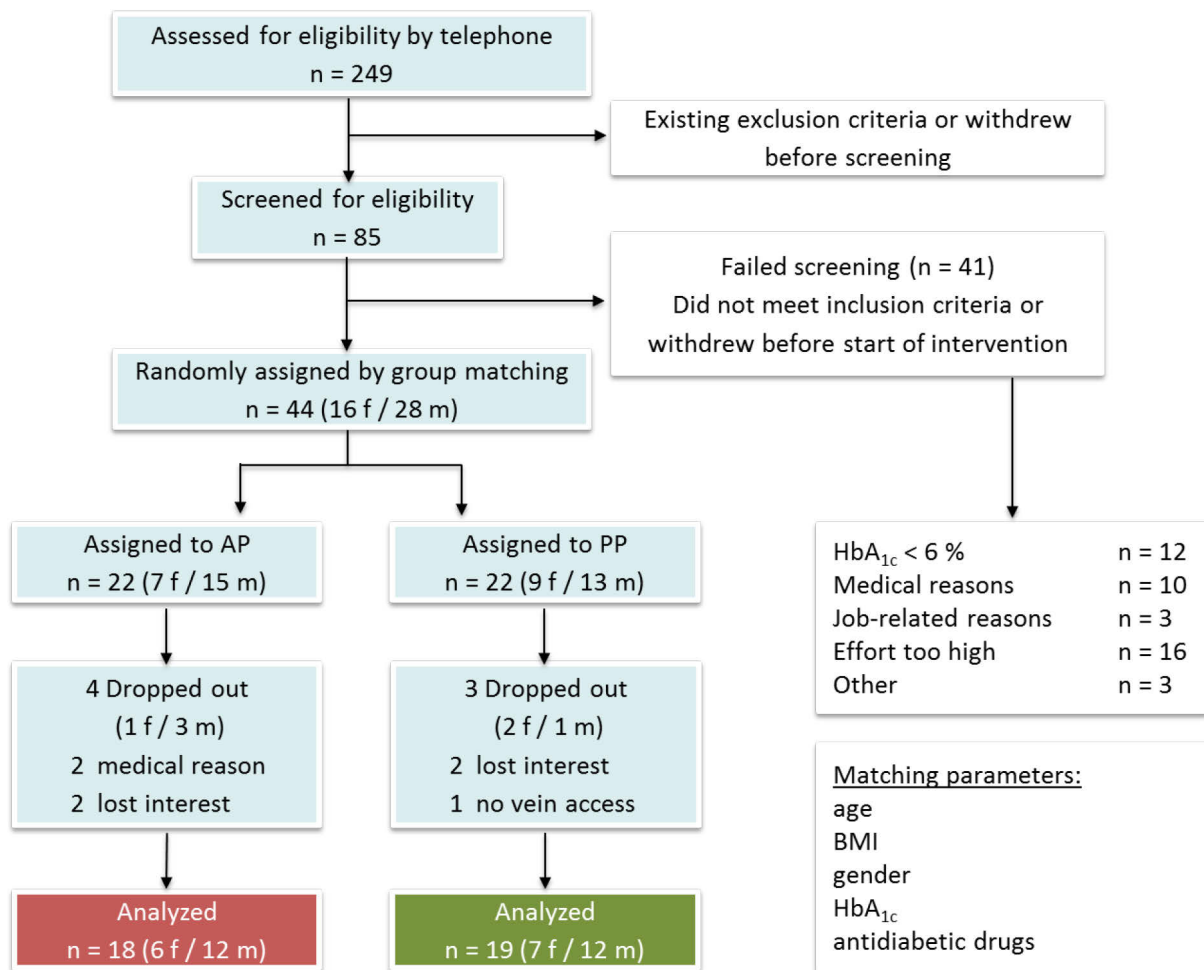 Assessed for eligibility by telephone
n = 249
Existing exclusion criteria or withdrew
before screening
Screened for eligibility
n = 85
Failed screening (n = 41)
Did not meet inclusion criteria or
withdrew before start of intervention
Randomly assigned by group matching
n = 44 (16 f / 28 m)
Assigned to AP
n = 22 (7 f / 15 m)
Assigned to PP
n = 22 (9 f / 13 m)
HbA1c < 6 % n = 12
Medical reasons n = 10
Job-related reasons n = 3
Effort too high n = 16
Other n = 3
4 Dropped out
(1 f / 3 m)
2 medical reason
2 lost interest
3 Dropped out
(2 f / 1 m)
2 lost interest
1 no vein access
Matching parameters:
age
BMI
gender
HbA1c
antidiabetic drugs
Analyzed
n = 18 (6 f / 12 m)
Analyzed
n = 19 (7 f / 12 m)